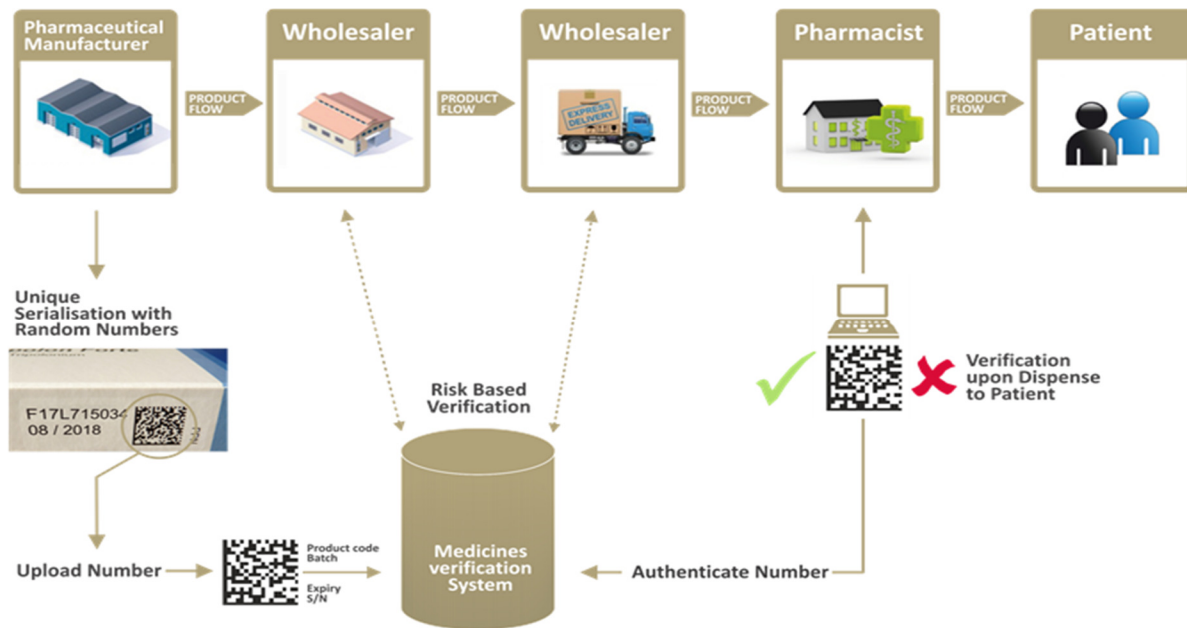 Pharmaceutical
Manufacturer
Wholesaler
Wholesaler
Pharmacist
Patient
PRODUCT
FLOW
PRODUCT
FLOW
EXPRESS
DELIVERY
PRODUCT
FLOW
PRODUCT
FLOW
Unique
Serialisation with
Random Numbers
F17L715034
08 / 2018
Risk Based
Verification
Verification
upon Dispense
to Patient
Upload Number
Product code
Batch
Expiry
S/N
Medicines
verification
System
Authenticate Number